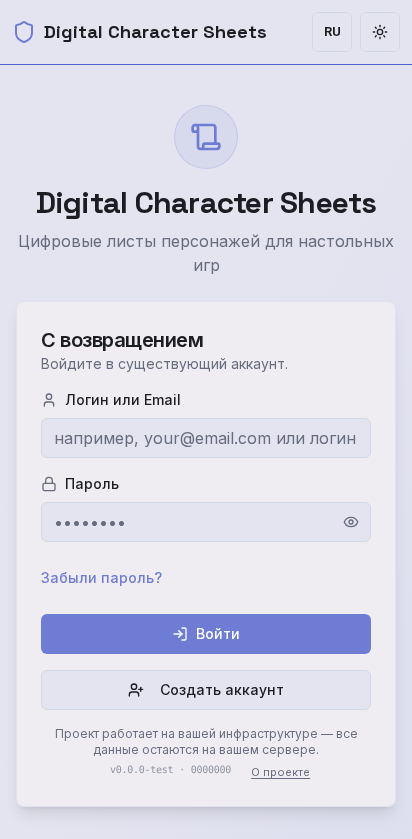 Digital Character Sheets
RU
Digital Character Sheets
Цифровые листы персонажей для настольных
игр
С возвращением
Войдите в существующий аккаунт.
Логин или Email
например, your@email.com или логин
Пароль
••••••••
Забыли пароль?
Войти
Создать аккаунт
Проект работает на вашей инфраструктуре — все
данные остаются на вашем сервере.
v0.0.0-test · 0000000 О проекте